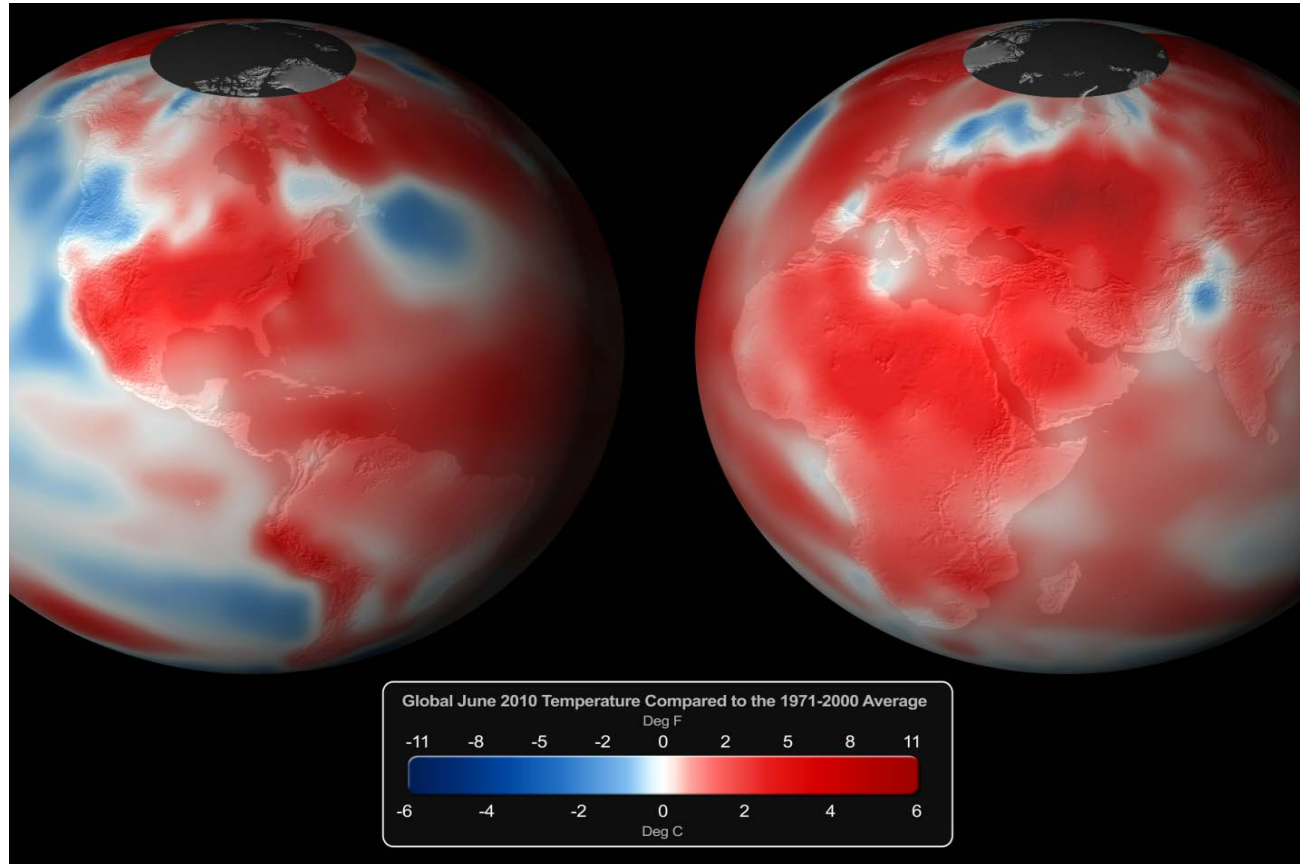 Global June 2010 Temperature Compared to the 1971-2000 Average
Deg F
-11 -8 -5 -2 0 2 5 8 11
-6 -4 -2 0 2 4 6
Deg C